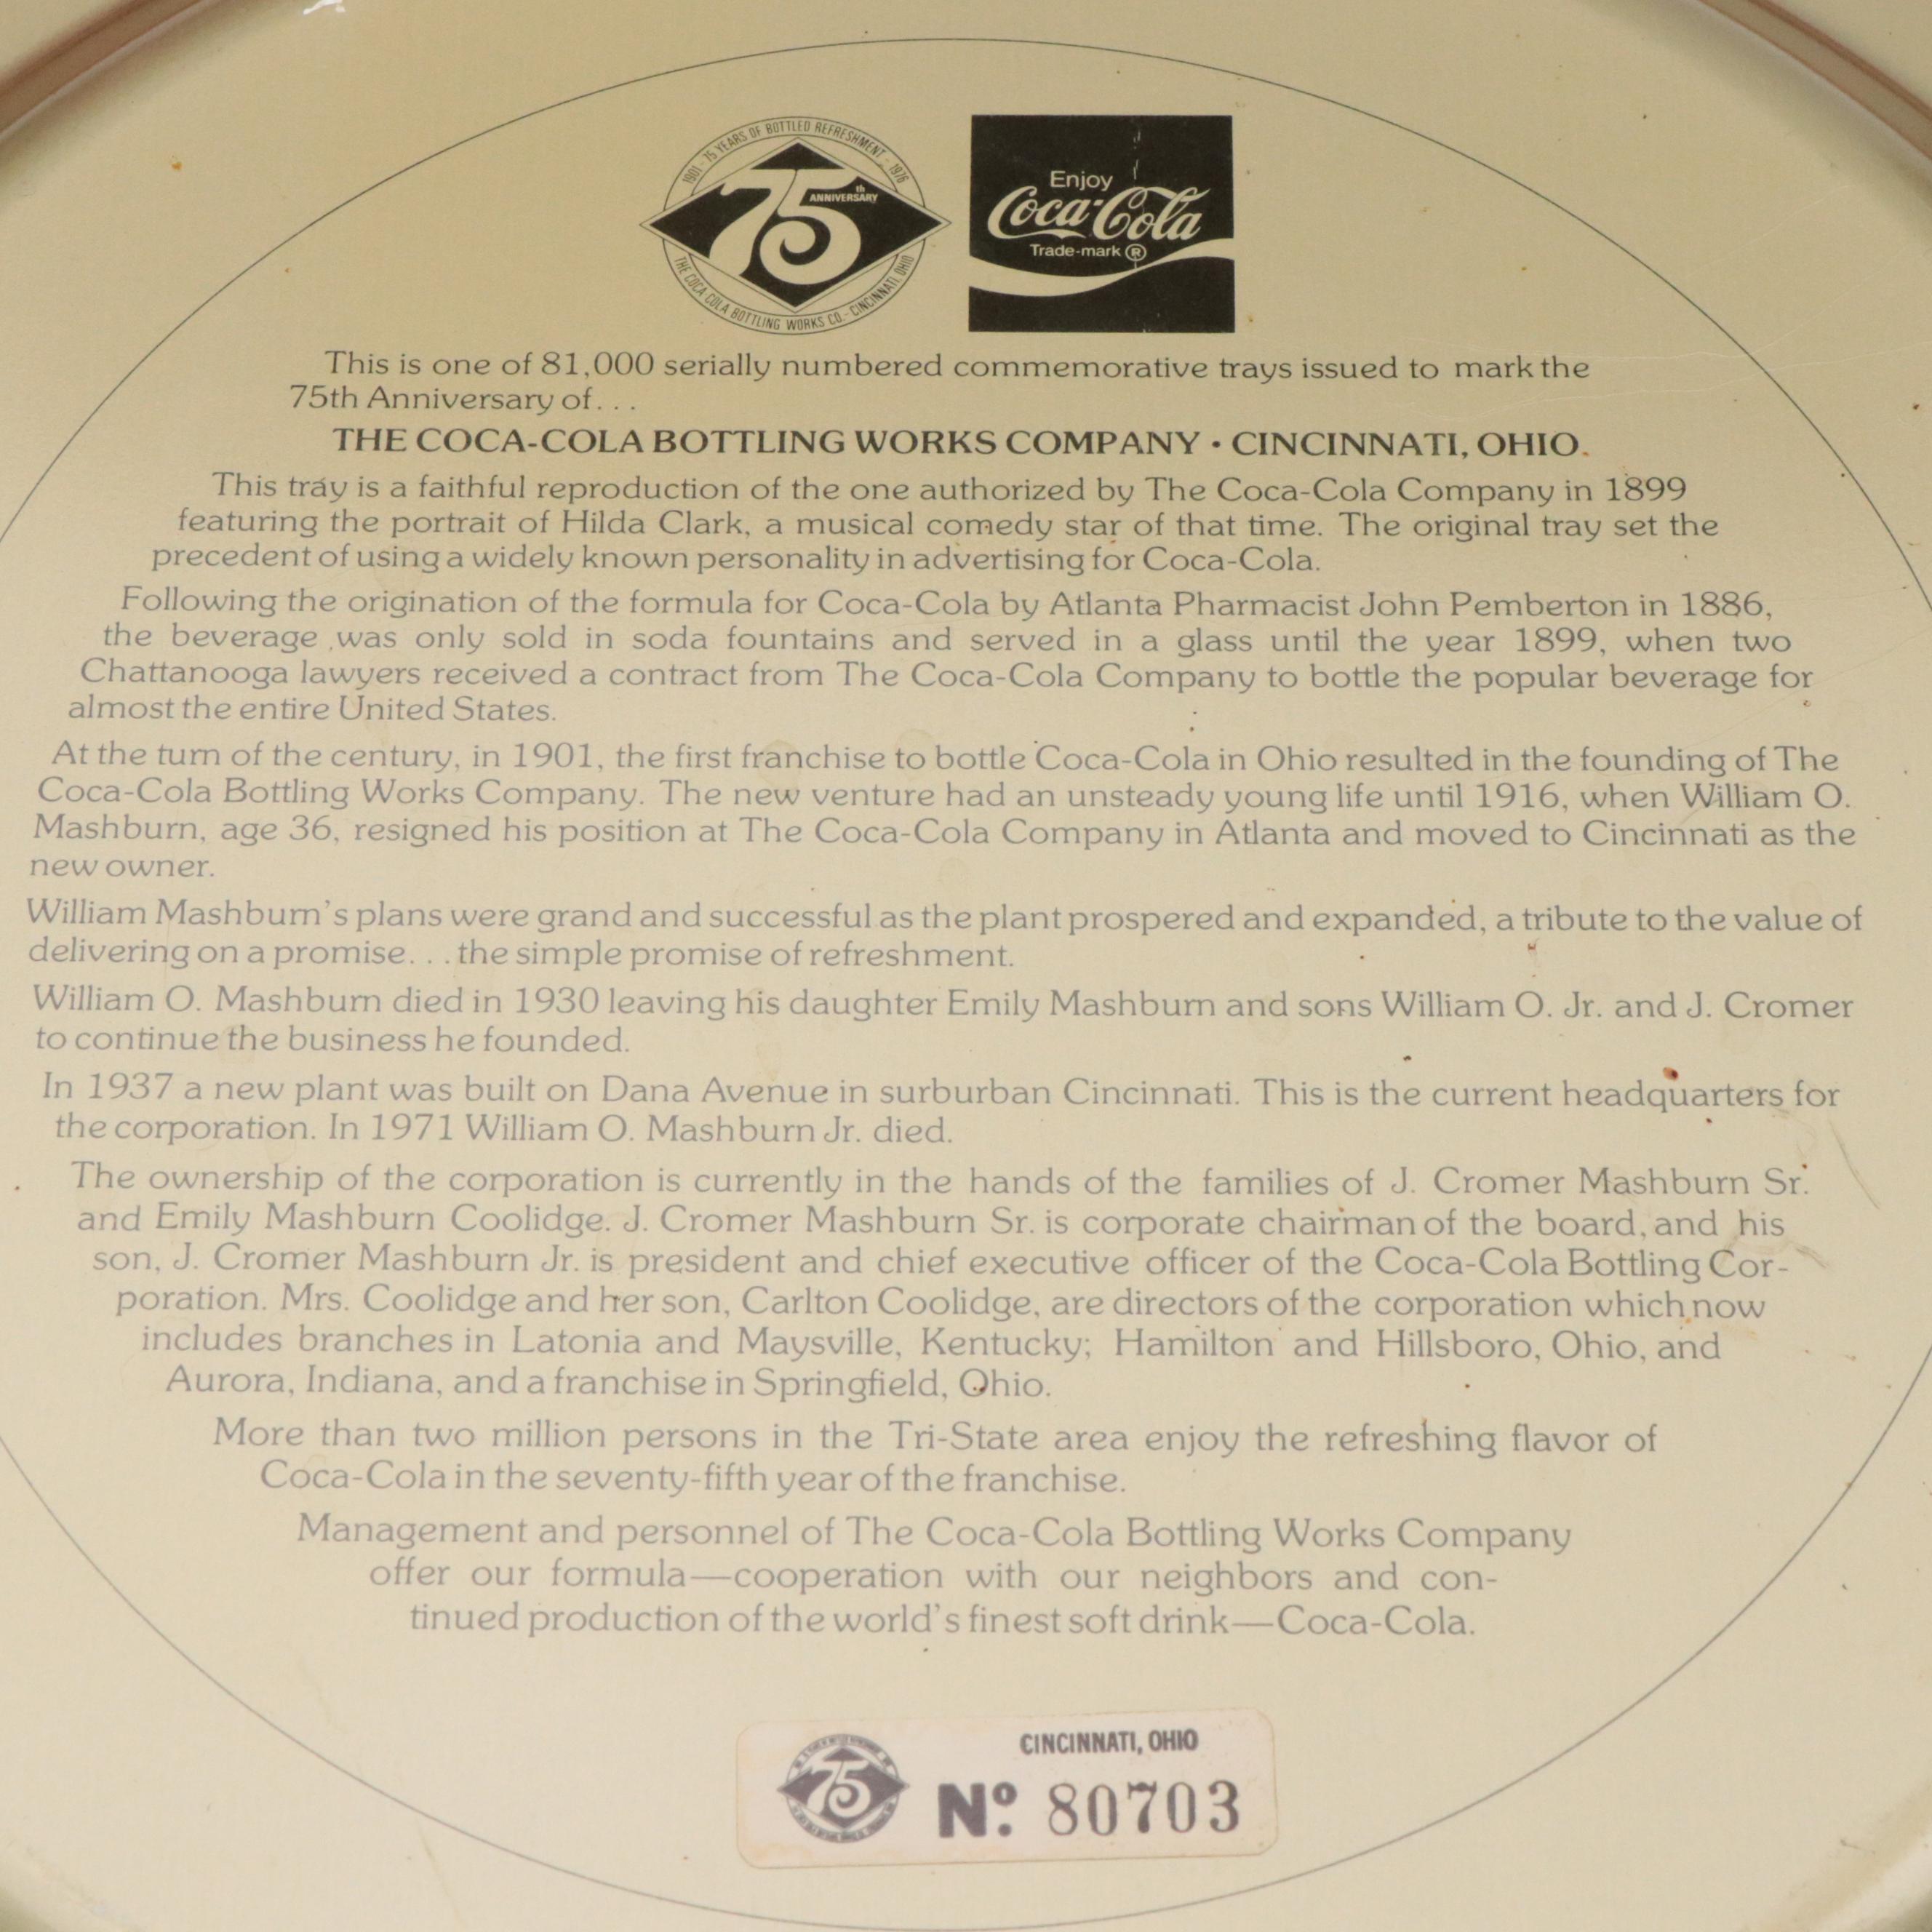 1901 - 75 YEARS OF BOTTLED REFRESHMENT - 1976
75th ANNIVERSARY
THE COCA COLA BOTTLING WORKS CO. - CINCINNATI OHIO
Enjoy
Coca-Cola
Trade-mark ®
This is one of 81,000 serially numbered commemorative trays issued to mark the
75th Anniversary of. . .
THE COCA-COLA BOTTLING WORKS COMPANY • CINCINNATI, OHIO.
This tray is a faithful reproduction of the one authorized by The Coca-Cola Company in 1899
featuring the portrait of Hilda Clark, a musical comedy star of that time. The original tray set the
precedent of using a widely known personality in advertising for Coca-Cola.
Following the origination of the formula for Coca-Cola by Atlanta Pharmacist John Pemberton in 1886,
the beverage was only sold in soda fountains and served in a glass until the year 1899, when two
Chattanooga lawyers received a contract from The Coca-Cola Company to bottle the popular beverage for
almost the entire United States.
At the turn of the century, in 1901, the first franchise to bottle Coca-Cola in Ohio resulted in the founding of The
Coca-Cola Bottling Works Company. The new venture had an unsteady young life until 1916, when William O.
Mashburn, age 36, resigned his position at The Coca-Cola Company in Atlanta and moved to Cincinnati as the
new owner.
William Mashburn's plans were grand and successful as the plant prospered and expanded, a tribute to the value of
delivering on a promise. . . the simple promise of refreshment.
William O. Mashburn died in 1930 leaving his daughter Emily Mashburn and sons William O. Jr. and J. Cromer
to continue the business he founded.
In 1937 a new plant was built on Dana Avenue in surburban Cincinnati. This is the current headquarters for
the corporation. In 1971 William O. Mashburn Jr. died.
The ownership of the corporation is currently in the hands of the families of J. Cromer Mashburn Sr.
and Emily Mashburn Coolidge. J. Cromer Mashburn Sr. is corporate chairman of the board, and his
son, J. Cromer Mashburn Jr. is president and chief executive officer of the Coca-Cola Bottling Cor-
poration. Mrs. Coolidge and her son, Carlton Coolidge, are directors of the corporation which now
includes branches in Latonia and Maysville, Kentucky; Hamilton and Hillsboro, Ohio, and
Aurora, Indiana, and a franchise in Springfield, Ohio.
More than two million persons in the Tri-State area enjoy the refreshing flavor of
Coca-Cola in the seventy-fifth year of the franchise.
Management and personnel of The Coca-Cola Bottling Works Company
offer our formula—cooperation with our neighbors and con-
tinued production of the world's finest soft drink—Coca-Cola.
75
CINCINNATI, OHIO
Nº 80703